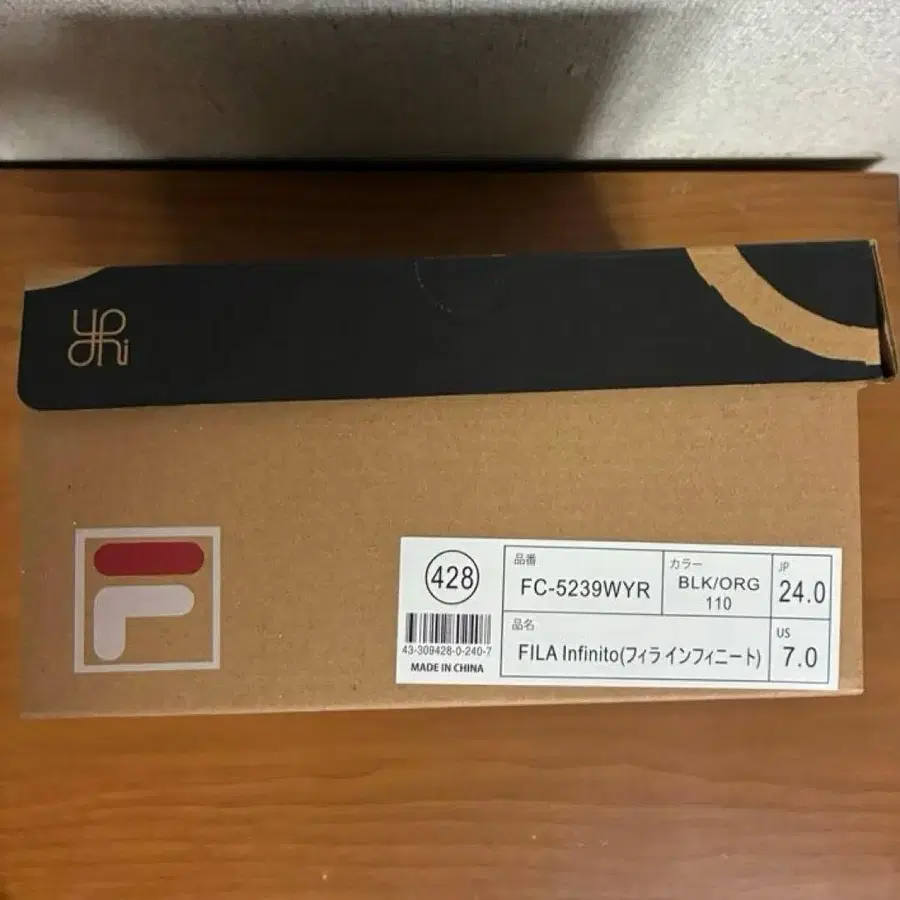 428
43-309428-0-240-7
MADE IN CHINA
品番
FC-5239WYR
カラー
BLK/ORG
110
JP
24.0
品名
FILA Infinito(フィラ インフィニート)
US
7.0